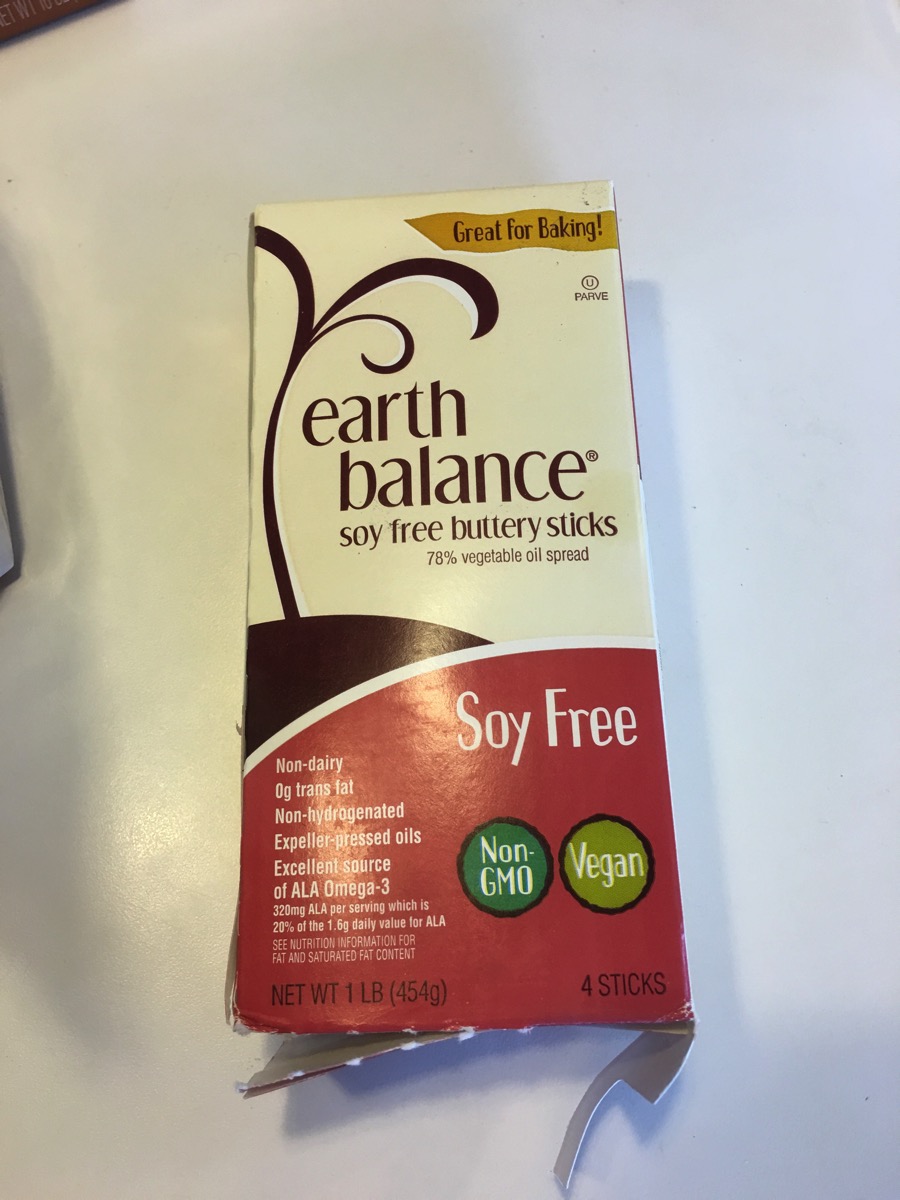 Great for Baking!
U
PARVE
earth
balance®
soy free buttery sticks
78% vegetable oil spread
Soy Free
Non-dairy
0g trans fat
Non-hydrogenated
Expeller-pressed oils
Excellent source
of ALA Omega-3
320mg ALA per serving which is
20% of the 1.6g daily value for ALA
SEE NUTRITION INFORMATION FOR
FAT AND SATURATED FAT CONTENT
Non-
GMO
Vegan
NET WT 1 LB (454g)
4 STICKS